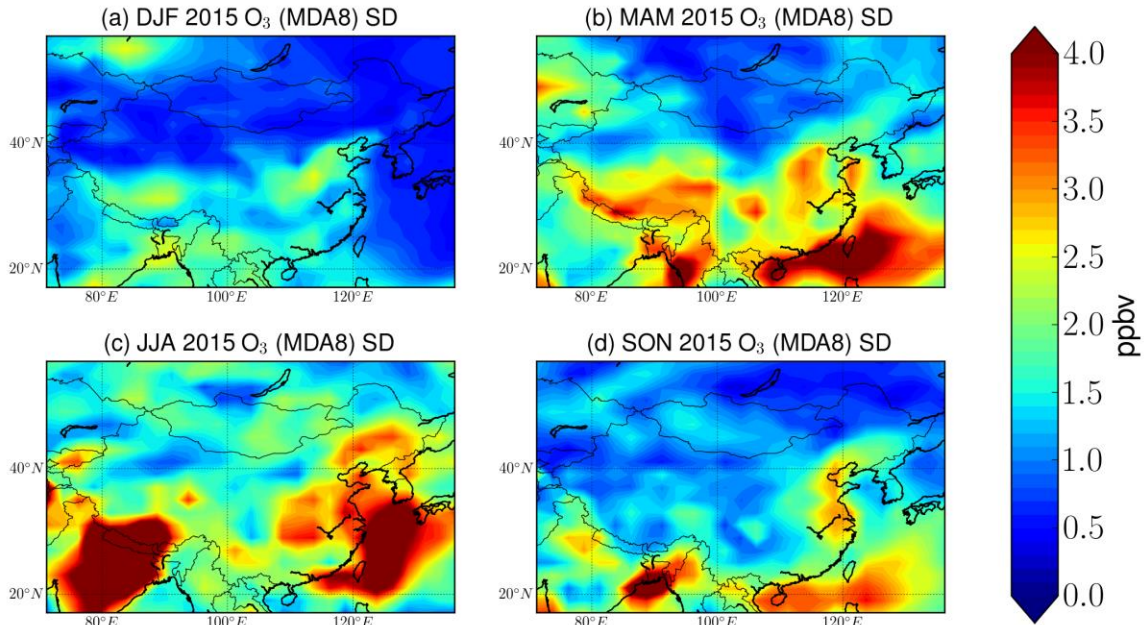 (a) DJF 2015 O₃ (MDA8) SD
40°N
20°N
80°E 100°E 120°E
(b) MAM 2015 O₃ (MDA8) SD
40°N
20°N
80°E 100°E 120°E
(c) JJA 2015 O₃ (MDA8) SD
40°N
20°N
80°E 100°E 120°E
(d) SON 2015 O₃ (MDA8) SD
40°N
20°N
80°E 100°E 120°E
4.0
3.5
3.0
2.5
2.0
1.5
1.0
0.5
0.0
ppbv